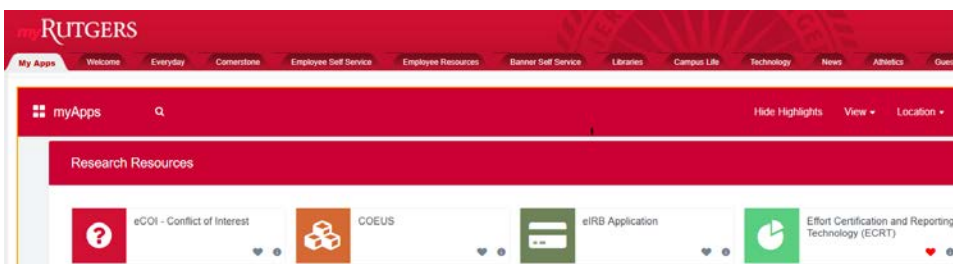 myRUTGERS
My Apps Welcome Everyday Cornerstone Employee Self Service Employee Resources Banner Self Service Libraries Campus Life Technology News Athletics Gues
myApps Hide Highlights View Location
Research Resources
eCOI - Conflict of Interest COEUS eIRB Application Effort Certification and Reporting
Technology (ECRT)